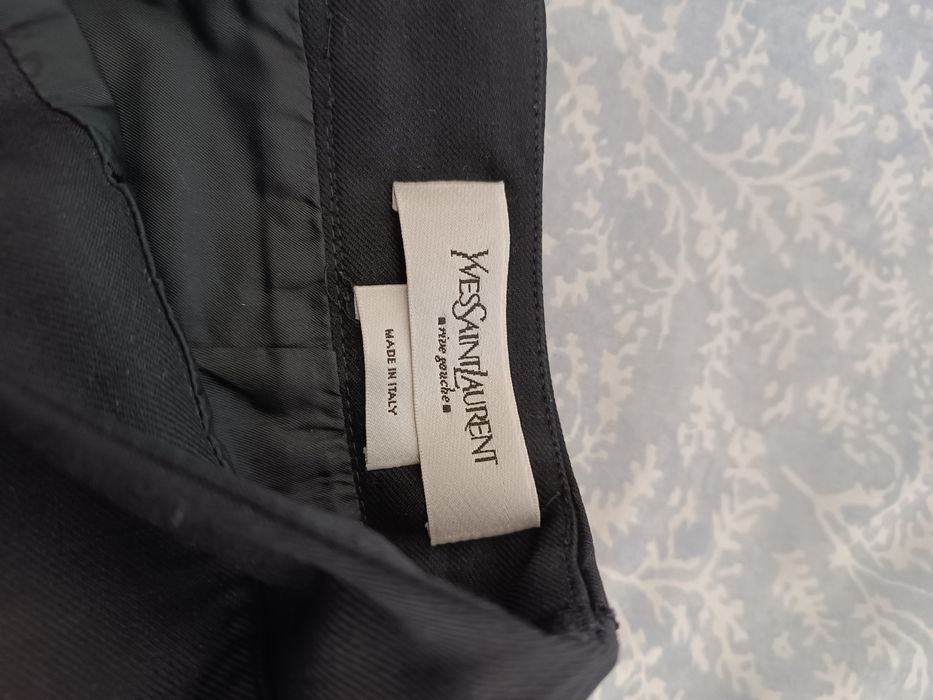 YVESSAINTLAURENT
rive gauche
MADE IN ITALY